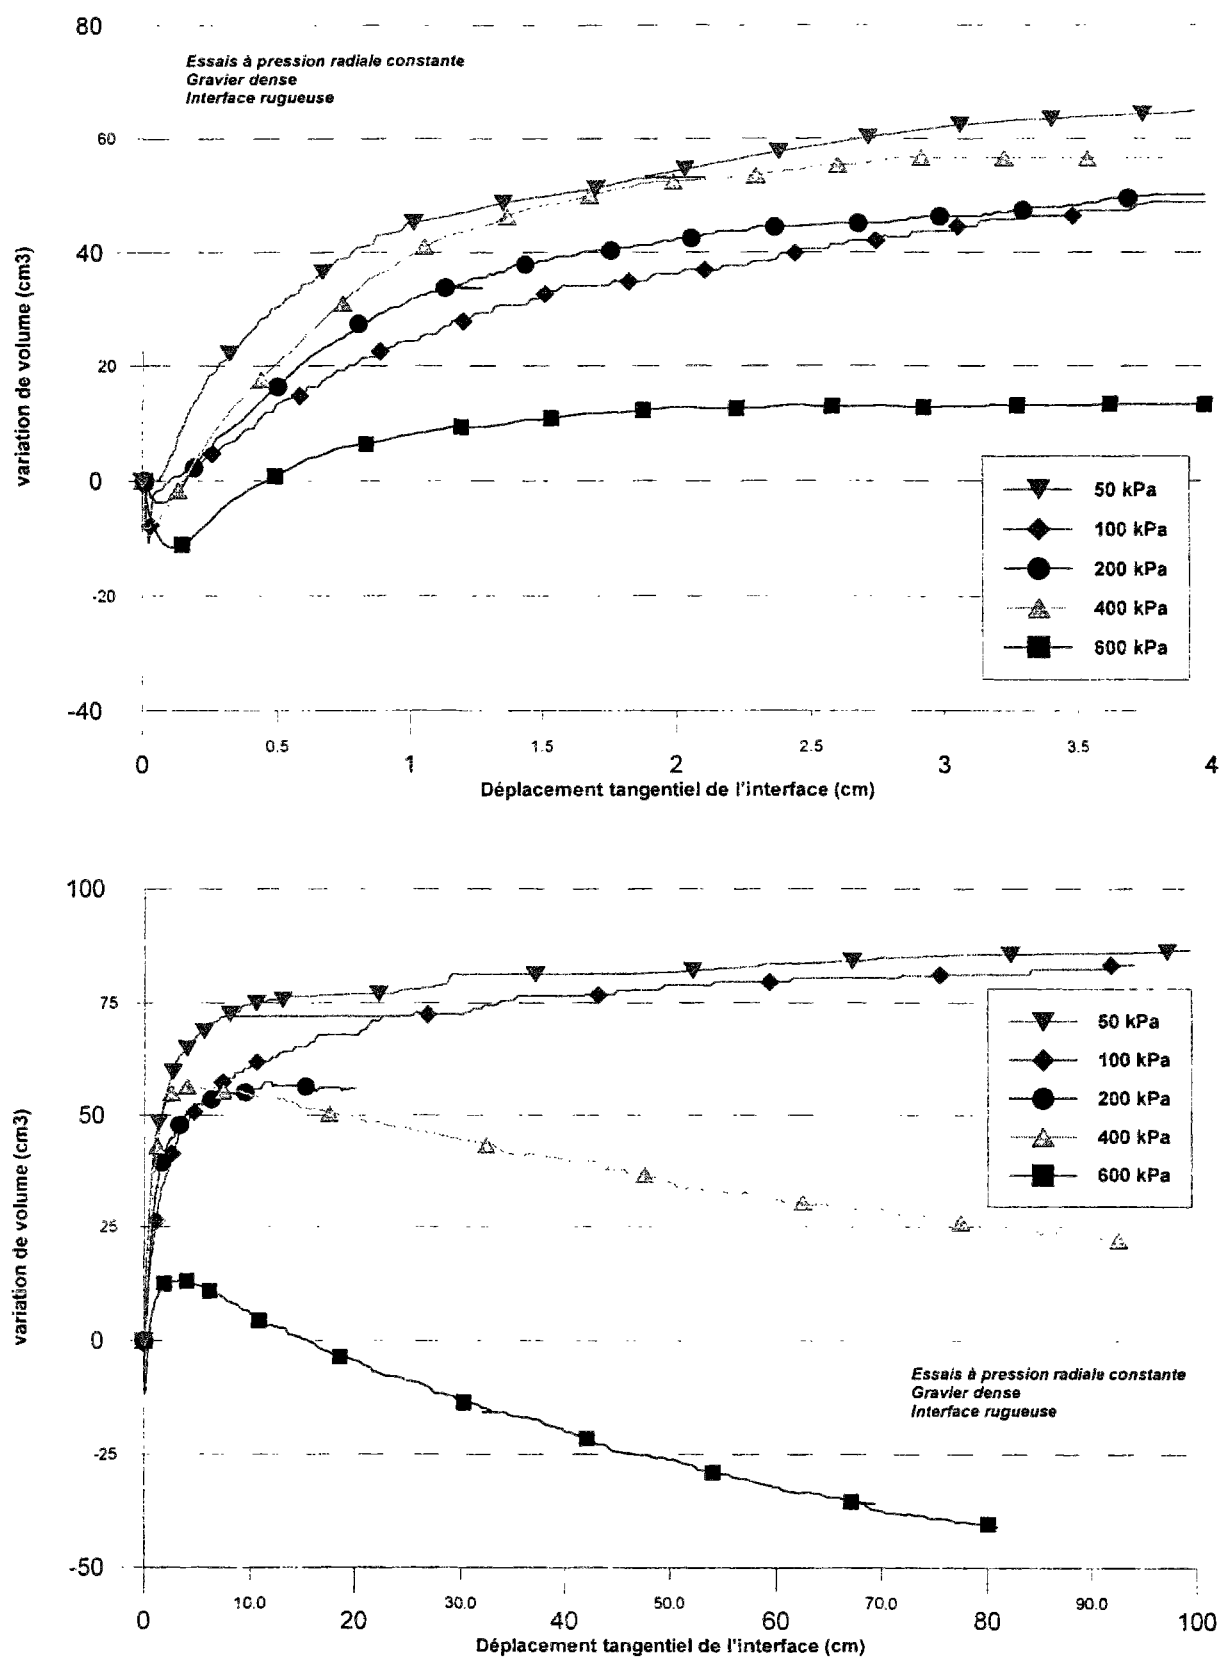 80
Essais à pression radiale constante
Gravier dense
Interface rugueuse
60
40
20
0
-20
-40
variation de volume (cm3)
50 kPa
100 kPa
200 kPa
400 kPa
600 kPa
0.5 1.5 2.5 3.5
0 1 2 3 4
Déplacement tangentiel de l'interface (cm)
100
75
50
25
0
-25
-50
variation de volume (cm3)
50 kPa
100 kPa
200 kPa
400 kPa
600 kPa
Essais à pression radiale constante
Gravier dense
Interface rugueuse
10.0 30.0 50.0 70.0 90.0
0 20 40 60 80 100
Déplacement tangentiel de l'interface (cm)